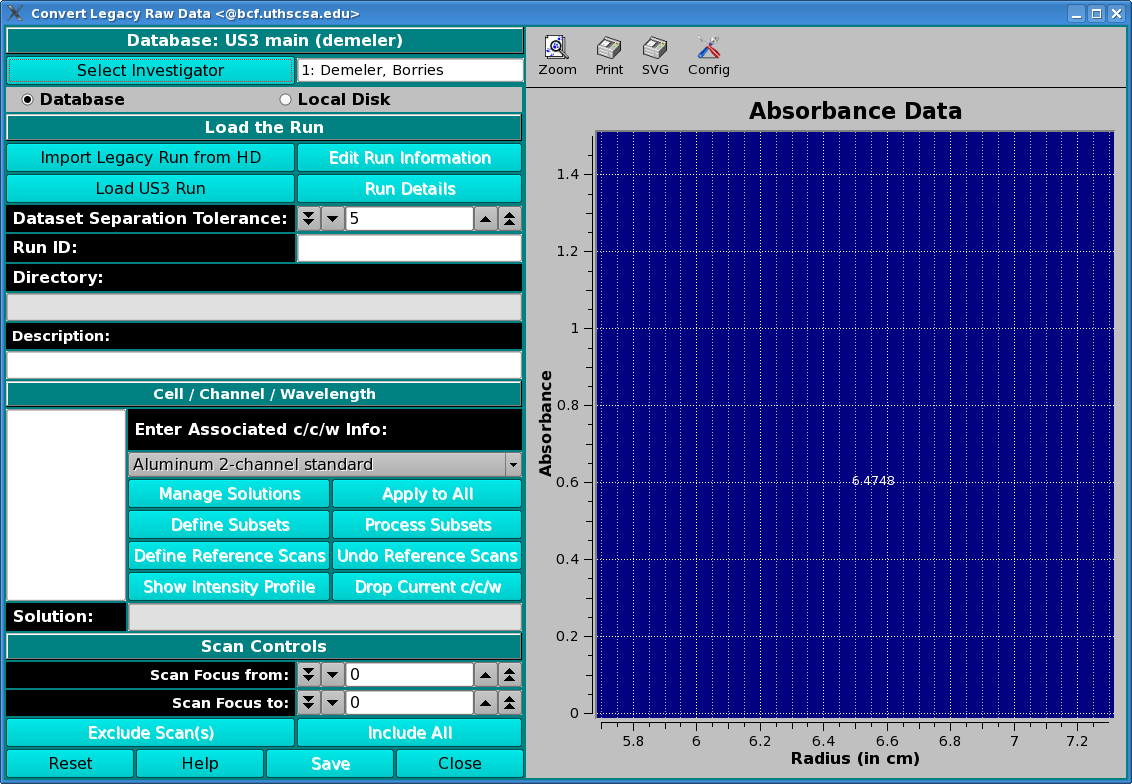 Convert Legacy Raw Data <@bcf.uthscsa.edu>
Database: US3 main (demeler)
Select Investigator
1: Demeler, Borries
Database
Local Disk
Load the Run
Import Legacy Run from HD
Edit Run Information
Load US3 Run
Run Details
Dataset Separation Tolerance:
5
Run ID:
Directory:
Description:
Cell / Channel / Wavelength
Enter Associated c/c/w Info:
Aluminum 2-channel standard
Manage Solutions
Apply to All
Define Subsets
Process Subsets
Define Reference Scans
Undo Reference Scans
Show Intensity Profile
Drop Current c/c/w
Solution:
Scan Controls
Scan Focus from:
0
Scan Focus to:
0
Exclude Scan(s)
Include All
Reset
Help
Save
Close
Zoom
Print
SVG
Config
Absorbance Data
Absorbance
1.4
1.2
1
0.8
0.6
0.4
0.2
0
6.4748
5.8
6
6.2
6.4
6.6
6.8
7
7.2
Radius (in cm)